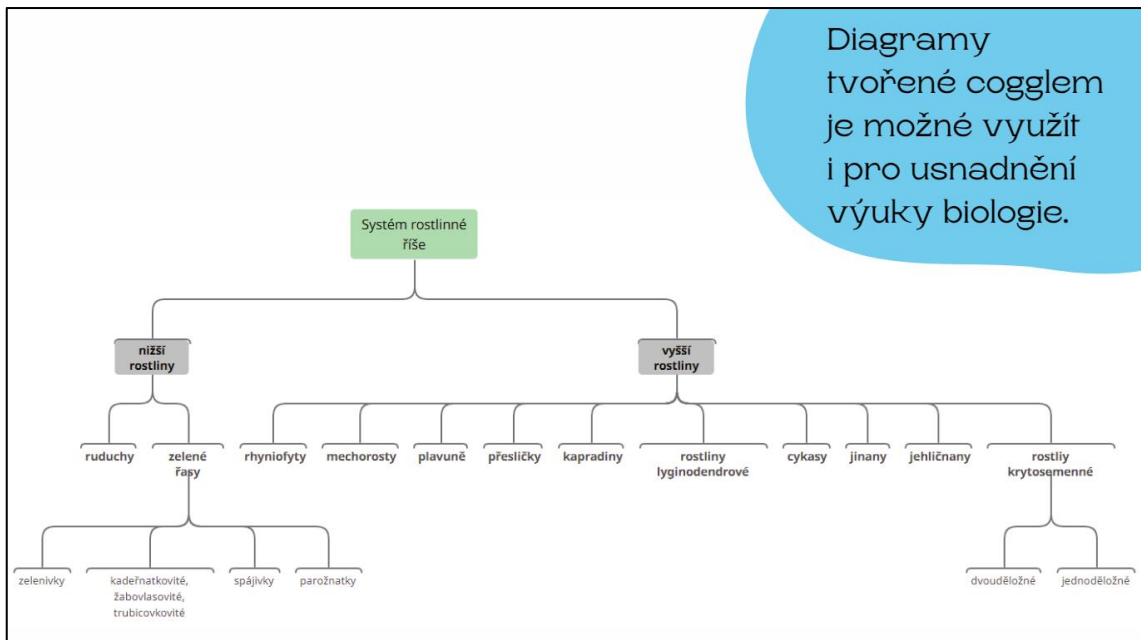 Diagramy
tvořené cogglem
je možné využít
i pro usnadnění
výuky biologie.
Systém rostlinné
říše
nižší
rostliny
vyšší
rostliny
ruduchy
zelené
řasy
rhyniofyty
mechorosty
plavuně
přesličky
kapradiny
rostliny
lyginodendrové
cykasy
jinany
jehličnany
rostliy
krytosemenné
zelenivky
kadeřnatkovité,
žabovlasovité,
trubicovkovité
spájivky
parožnatky
dvouděložné
jednoděložné